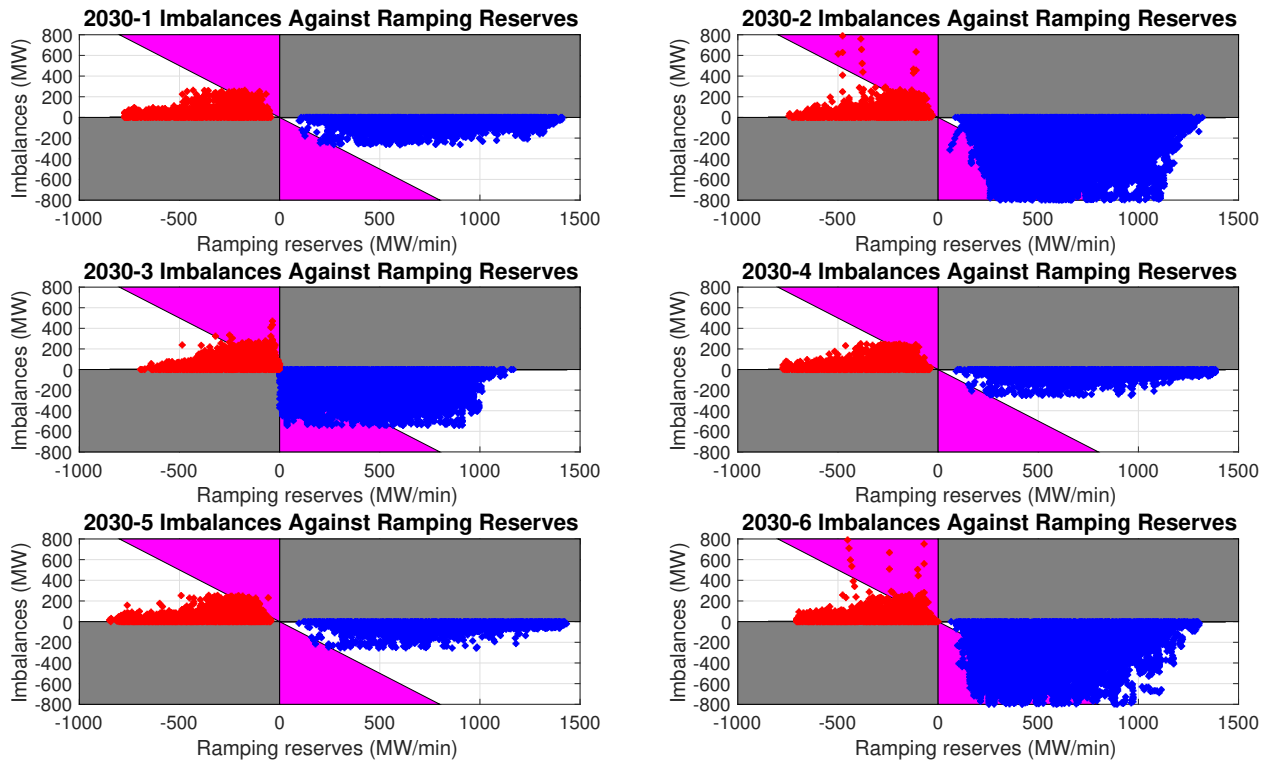 2030-1 Imbalances Against Ramping Reserves
800
600
400
200
0
-200
-400
-600
-800
Imbalances (MW)
-1000 -500 0 500 1000 1500
Ramping reserves (MW/min)
2030-2 Imbalances Against Ramping Reserves
800
600
400
200
0
-200
-400
-600
-800
Imbalances (MW)
-1000 -500 0 500 1000 1500
Ramping reserves (MW/min)
2030-3 Imbalances Against Ramping Reserves
800
600
400
200
0
-200
-400
-600
-800
Imbalances (MW)
-1000 -500 0 500 1000 1500
Ramping reserves (MW/min)
2030-4 Imbalances Against Ramping Reserves
800
600
400
200
0
-200
-400
-600
-800
Imbalances (MW)
-1000 -500 0 500 1000 1500
Ramping reserves (MW/min)
2030-5 Imbalances Against Ramping Reserves
800
600
400
200
0
-200
-400
-600
-800
Imbalances (MW)
-1000 -500 0 500 1000 1500
Ramping reserves (MW/min)
2030-6 Imbalances Against Ramping Reserves
800
600
400
200
0
-200
-400
-600
-800
Imbalances (MW)
-1000 -500 0 500 1000 1500
Ramping reserves (MW/min)